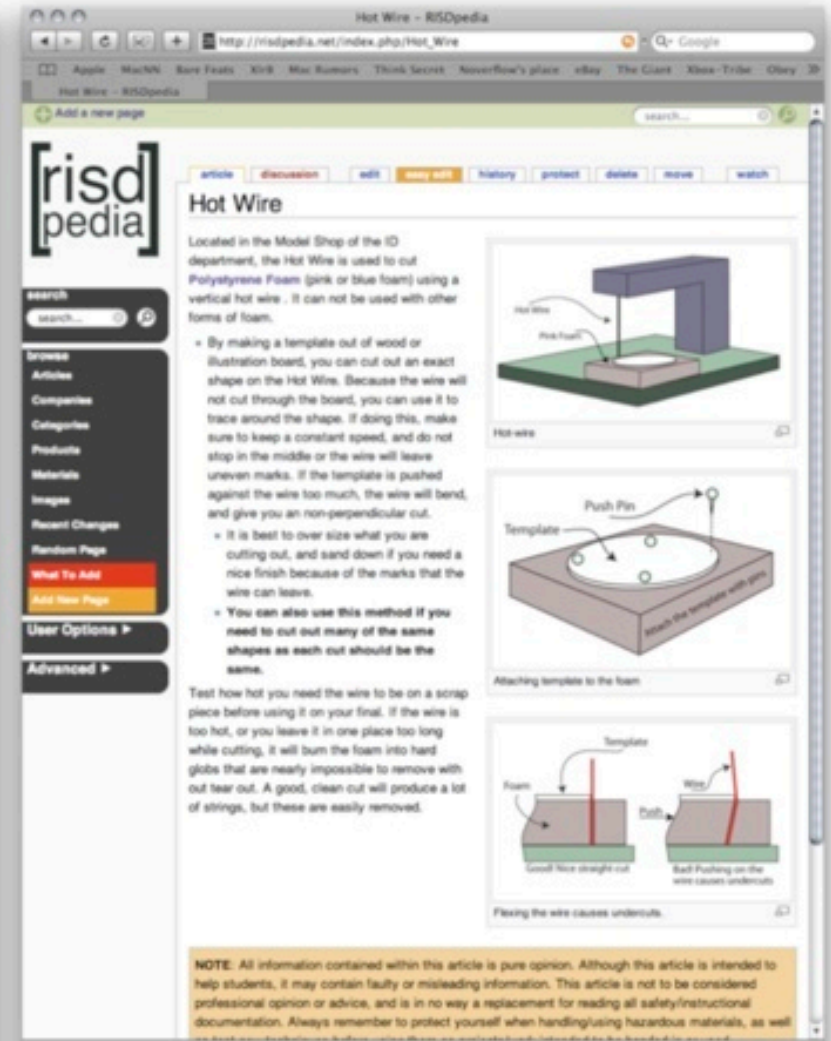 Hot Wire – RISDpedia
http://risdpedia.net/index.php/Hot_Wire
Google
Apple MacNN Bare Feats XLR8 Mac Rumors Think Secret Noverflow's place eBay The Giant Xbox-Tribe Obey
Hot Wire – RISDpedia
Add a new page
search...
[risd
pedia]
article discussion edit easy edit history protect delete move watch
Hot Wire
Located in the Model Shop of the ID
department, the Hot Wire is used to cut
Polystyrene Foam (pink or blue foam) using a
vertical hot wire . It can not be used with other
forms of foam.
By making a template out of wood or
illustration board, you can cut out an exact
shape on the Hot Wire. Because the wire will
not cut through the board, you can use it to
trace around the shape. If doing this, make
sure to keep a constant speed, and do not
stop in the middle or the wire will leave
uneven marks. If the template is pushed
against the wire too much, the wire will bend,
and give you an non-perpendicular cut.
It is best to over size what you are
cutting out, and sand down if you need a
nice finish because of the marks that the
wire can leave.
You can also use this method if you
need to cut out many of the same
shapes as each cut should be the
same.
Test how hot you need the wire to be on a scrap
piece before using it on your final. If the wire is
too hot, or you leave it in one place too long
while cutting, it will burn the foam into hard
globs that are nearly impossible to remove with
out tear out. A good, clean cut will produce a lot
of strings, but these are easily removed.
search
search...
browse
Articles
Companies
Categories
Products
Materials
Images
Recent Changes
Random Page
What To Add
Add New Page
User Options
Advanced
Hot Wire
Pink Foam
Hot-wire
Push Pin
Template
Attach the template with pins
Attaching template to the foam
Template
Foam
Wire
Push
Good! Nice straight cut
Bad! Pushing on the
wire causes undercuts
Flexing the wire causes undercuts.
NOTE: All information contained within this article is pure opinion. Although this article is intended to
help students, it may contain faulty or misleading information. This article is not to be considered
professional opinion or advice, and is in no way a replacement for reading all safety/instructional
documentation. Always remember to protect yourself when handling/using hazardous materials, as well